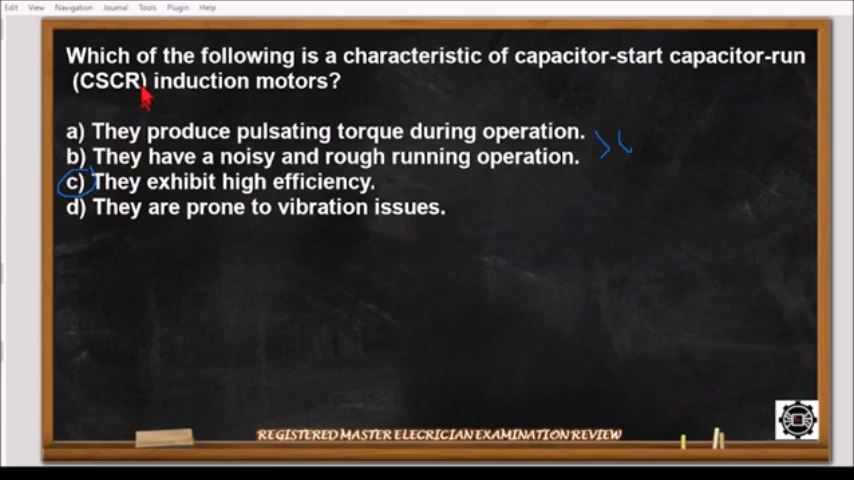 Edit View Navigation Journal Tools Plugin Help
Which of the following is a characteristic of capacitor-start capacitor-run
(CSCR) induction motors?
a) They produce pulsating torque during operation.
b) They have a noisy and rough running operation.
c) They exhibit high efficiency.
d) They are prone to vibration issues.
REGISTERED MASTER ELECRICIAN EXAMINATION REVIEW